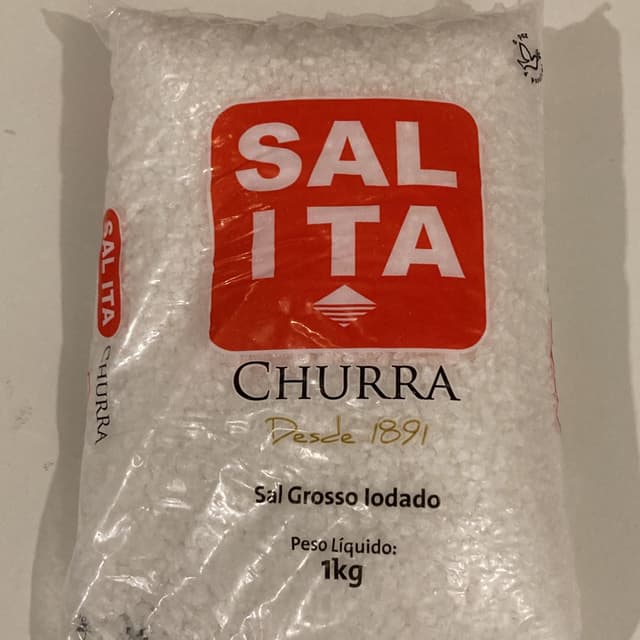 SAL
ITA
CHURRA
Desde 1891
Sal Grosso Iodado
Peso Líquido:
1kg
SAL ITA
CHURRA